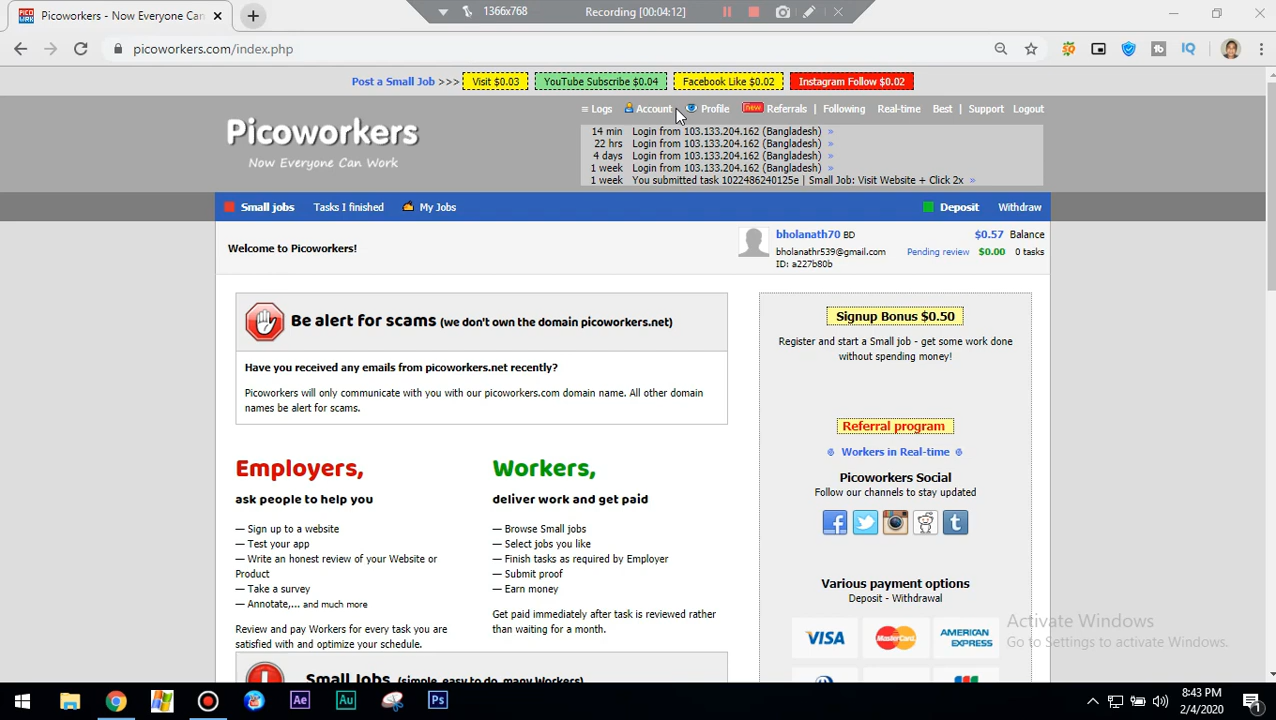 1366x768
Recording [00:04:12]
Picoworkers - Now Everyone Can
picoworkers.com/index.php
IQ
Post a Small Job >>> Visit $0.03 YouTube Subscribe $0.04 Facebook Like $0.02 Instagram Follow $0.02
≡ Logs Account Profile new Referrals | Following Real-time Best | Support Logout
Picoworkers
Now Everyone Can Work
14 min Login from 103.133.204.162 (Bangladesh) »
22 hrs Login from 103.133.204.162 (Bangladesh) »
4 days Login from 103.133.204.162 (Bangladesh) »
1 week Login from 103.133.204.162 (Bangladesh) »
1 week You submitted task 1022486240125e | Small Job: Visit Website + Click 2x »
Small jobs Tasks I finished My Jobs Deposit Withdraw
Welcome to Picoworkers!
bholanath70 BD
$0.57 Balance
bholanathr539@gmail.com
Pending review $0.00 0 tasks
ID: a227b80b
Be alert for scams (we don't own the domain picoworkers.net)
Have you received any emails from picoworkers.net recently?
Picoworkers will only communicate with you with our picoworkers.com domain name. All other domain
names be alert for scams.
Employers,
ask people to help you
— Sign up to a website
— Test your app
— Write an honest review of your Website or
Product
— Take a survey
— Annotate,... and much more
Review and pay Workers for every task you are
satisfied with and optimize your schedule.
Workers,
deliver work and get paid
— Browse Small jobs
— Select jobs you like
— Finish tasks as required by Employer
— Submit proof
— Earn money
Get paid immediately after task is reviewed rather
than waiting for a month.
Small Jobs (simple, easy to do, many Workers)
Signup Bonus $0.50
Register and start a Small job - get some work done
without spending money!
Referral program
Workers in Real-time
Picoworkers Social
Follow our channels to stay updated
Various payment options
Deposit - Withdrawal
VISA
MasterCard
AMERICAN
EXPRESS
Activate Windows
Go to Settings to activate Windows.
Ae
Au
Ps
8:43 PM
2/4/2020
1